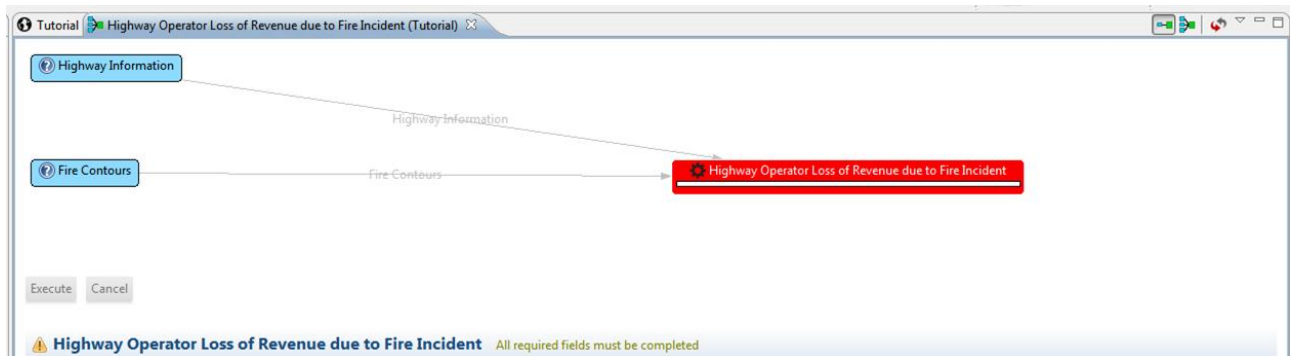 Tutorial
Highway Operator Loss of Revenue due to Fire Incident (Tutorial)
Highway Information
Highway Information
Fire Contours
Fire Contours
Highway Operator Loss of Revenue due to Fire Incident
Execute
Cancel
Highway Operator Loss of Revenue due to Fire Incident All required fields must be completed